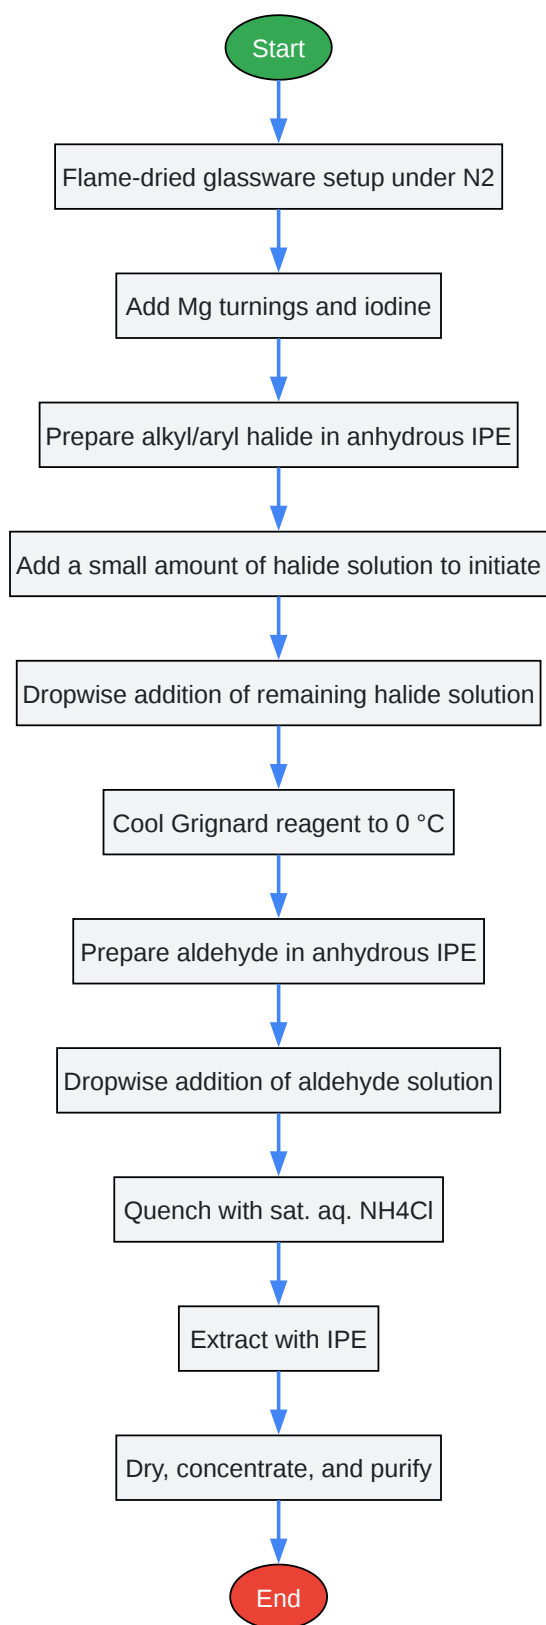 Start
Flame-dried glassware setup under N2
Add Mg turnings and iodine
Prepare alkyl/aryl halide in anhydrous IPE
Add a small amount of halide solution to initiate
Dropwise addition of remaining halide solution
Cool Grignard reagent to 0 °C
Prepare aldehyde in anhydrous IPE
Dropwise addition of aldehyde solution
Quench with sat. aq. NH4Cl
Extract with IPE
Dry, concentrate, and purify
End